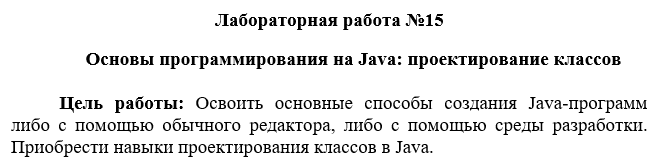 Лабораторная работа №15
Основы программирования на Java: проектирование классов
Цель работы: Освоить основные способы создания Java-программ
либо с помощью обычного редактора, либо с помощью среды разработки.
Приобрести навыки проектирования классов в Java.